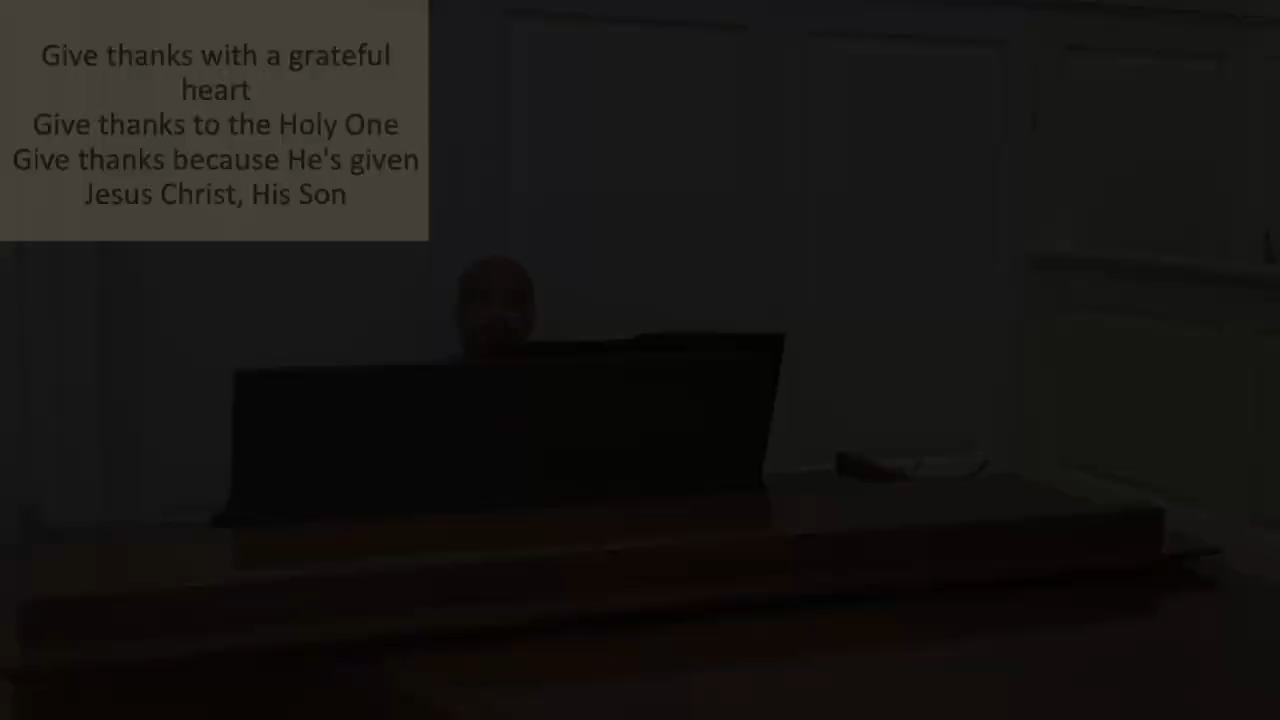 Give thanks with a grateful
heart
Give thanks to the Holy One
Give thanks because He's given
Jesus Christ, His Son